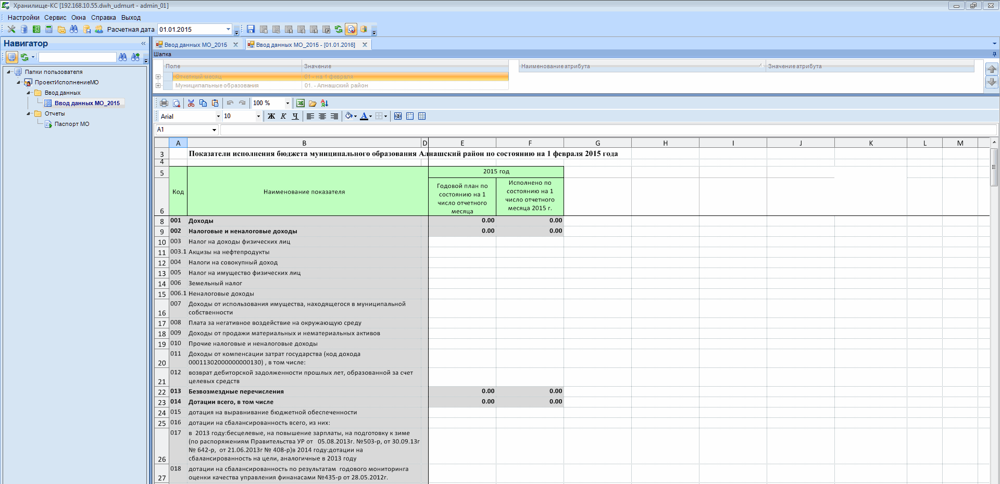 Хранилище-КС [192.168.10.55.dwh_udmurt - admin_01]
Настройки Сервис Окна Справка Выход
Расчетная дата 01.01.2015
Навигатор
Папки пользователя
ПроектИсполнениеМО
Ввод данных
Ввод данных МО_2015
Отчеты
Паспорт МО
Ввод данных МО_2015
Ввод данных МО_2015 - [01.01.2016]
Шапка
Поле Значение Наименование атрибута Значение атрибута
Отчетный месяц 01 - на 1 февраля
Муниципальные образования 01. - Алнашский район
100 %
Arial 10 Ж К Ч А
A1
A B D E F G H I J K L M
3 Показатели исполнения бюджета муниципального образования Алнашский район по состоянию на 1 февраля 2015 года
4
5 2015 год
Код Наименование показателя
Годовой план по
состоянию на 1
число отчетного
месяца
Исполнено по
состоянию на 1
число отчетного
месяца 2015 г.
6
8 001 Доходы 0.00 0.00
9 002 Налоговые и неналоговые доходы 0.00 0.00
10 003 Налог на доходы физических лиц
11 003.1 Акцизы на нефтепродукты
12 004 Налоги на совокупный доход
13 005 Налог на имущество физических лиц
14 006 Земельный налог
15 006.1 Неналоговые доходы
007 Доходы от использования имущества, находящегося в муниципальной
16 собственности
17 008 Плата за негативное воздействие на окружающую среду
18 009 Доходы от продажи материальных и нематериальных активов
19 010 Прочие налоговые и неналоговые доходы
011 Доходы от компенсации затрат государства (код дохода
20 00011302000000000130) , в том числе:
012 возврат дебиторской задолженности прошлых лет, образованной за счет
21 целевых средств
22 013 Безвозмездные перечисления 0.00 0.00
23 014 Дотации всего, в том числе 0.00 0.00
24 015 дотация на выравнивание бюджетной обеспеченности
25 016 дотации на сбалансированность всего, из них:
017 в 2013 году:бесцелевые, на повышение зарплаты, на подготовку к зиме
(по распоряжениям Правительства УР от 05.08.2013г. №503-р, от 30.09.13г
№ 642-р, от 21.06.2013г № 408-р)в 2014 году:дотации на
26 сбалансированность на цели, аналогичные в 2013 году
018 дотации на сбалансированность по результатам годового мониторинга
27 оценки качества управления финанасами №435-р от 28.05.2012г.